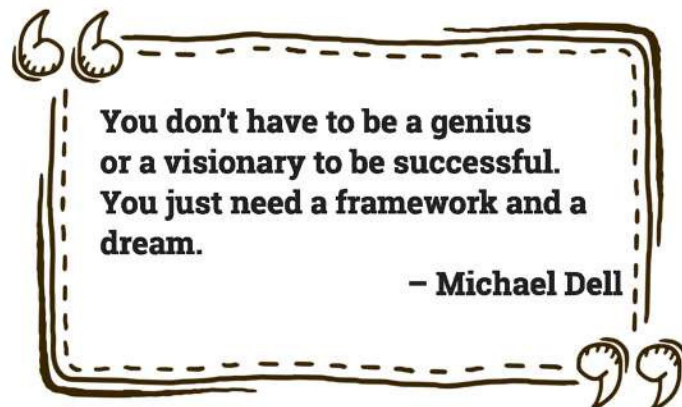 You don't have to be a genius
or a visionary to be successful.
You just need a framework and a
dream.
– Michael Dell